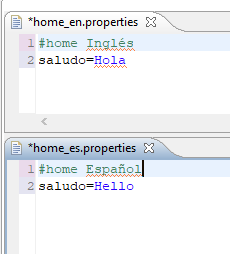 *home_en.properties
1 #home Inglés
2 saludo=Hola
*home_es.properties
1 #home Español
2 saludo=Hello